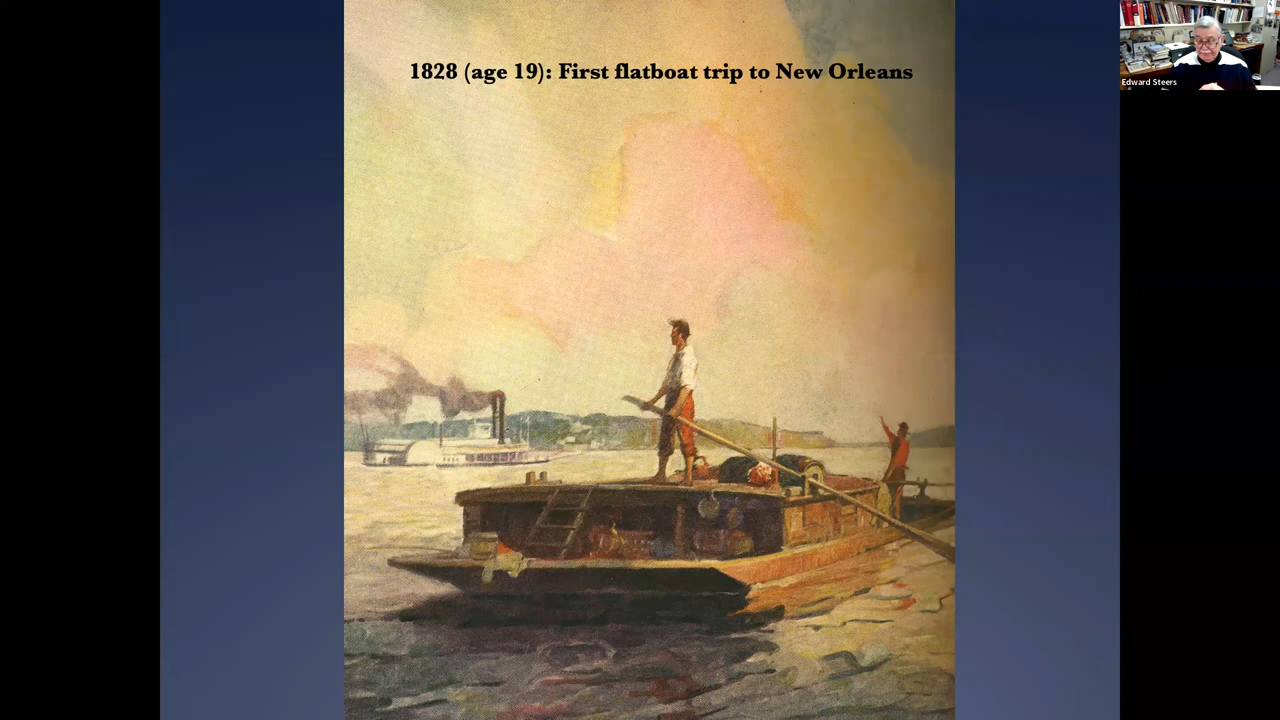 1828 (age 19): First flatboat trip to New Orleans
Edward Steers